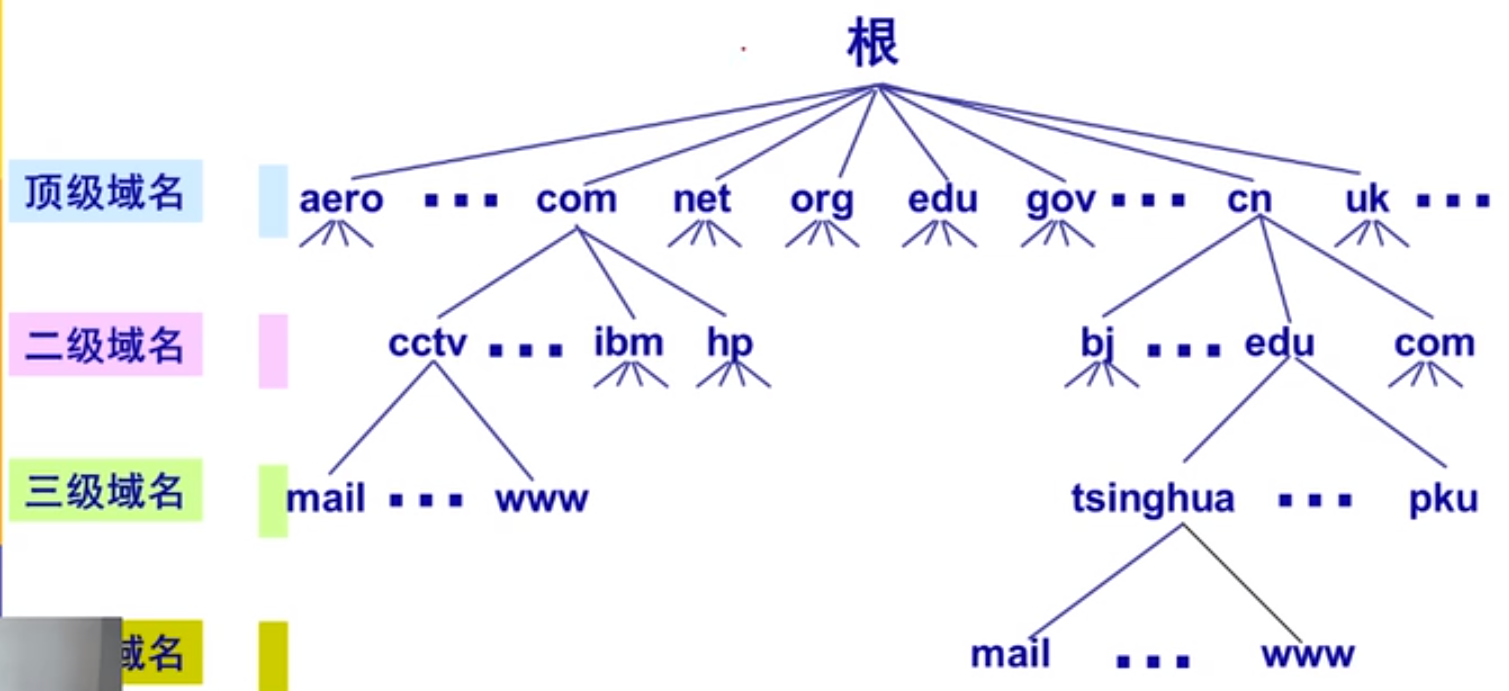 根
顶级域名 aero ... com net org edu gov ... cn uk ...
二级域名 cctv ... ibm hp bj ... edu com
三级域名 mail ... www tsinghua ... pku
域名 mail ... www